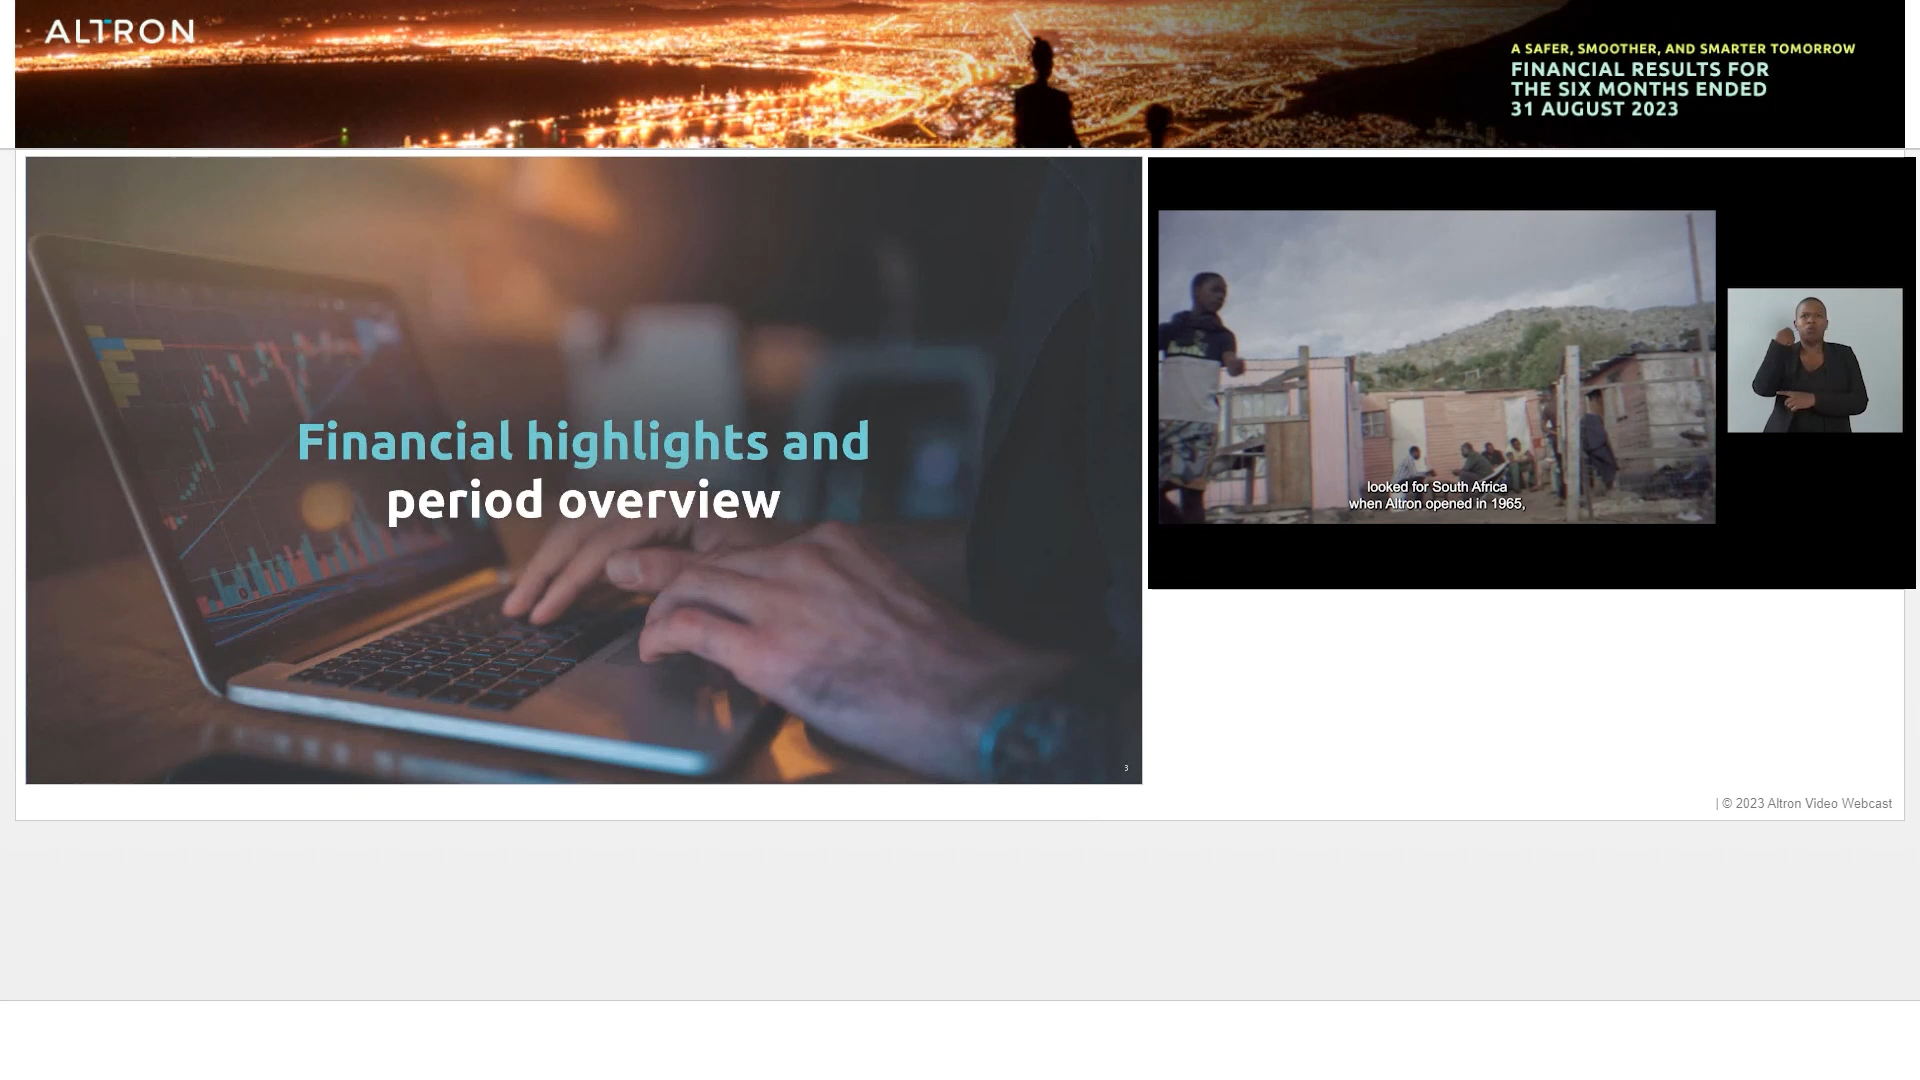 ALTRON
A SAFER, SMOOTHER, AND SMARTER TOMORROW
FINANCIAL RESULTS FOR
THE SIX MONTHS ENDED
31 AUGUST 2023
Financial highlights and
period overview
3
looked for South Africa
when Altron opened in 1965,
| © 2023 Altron Video Webcast